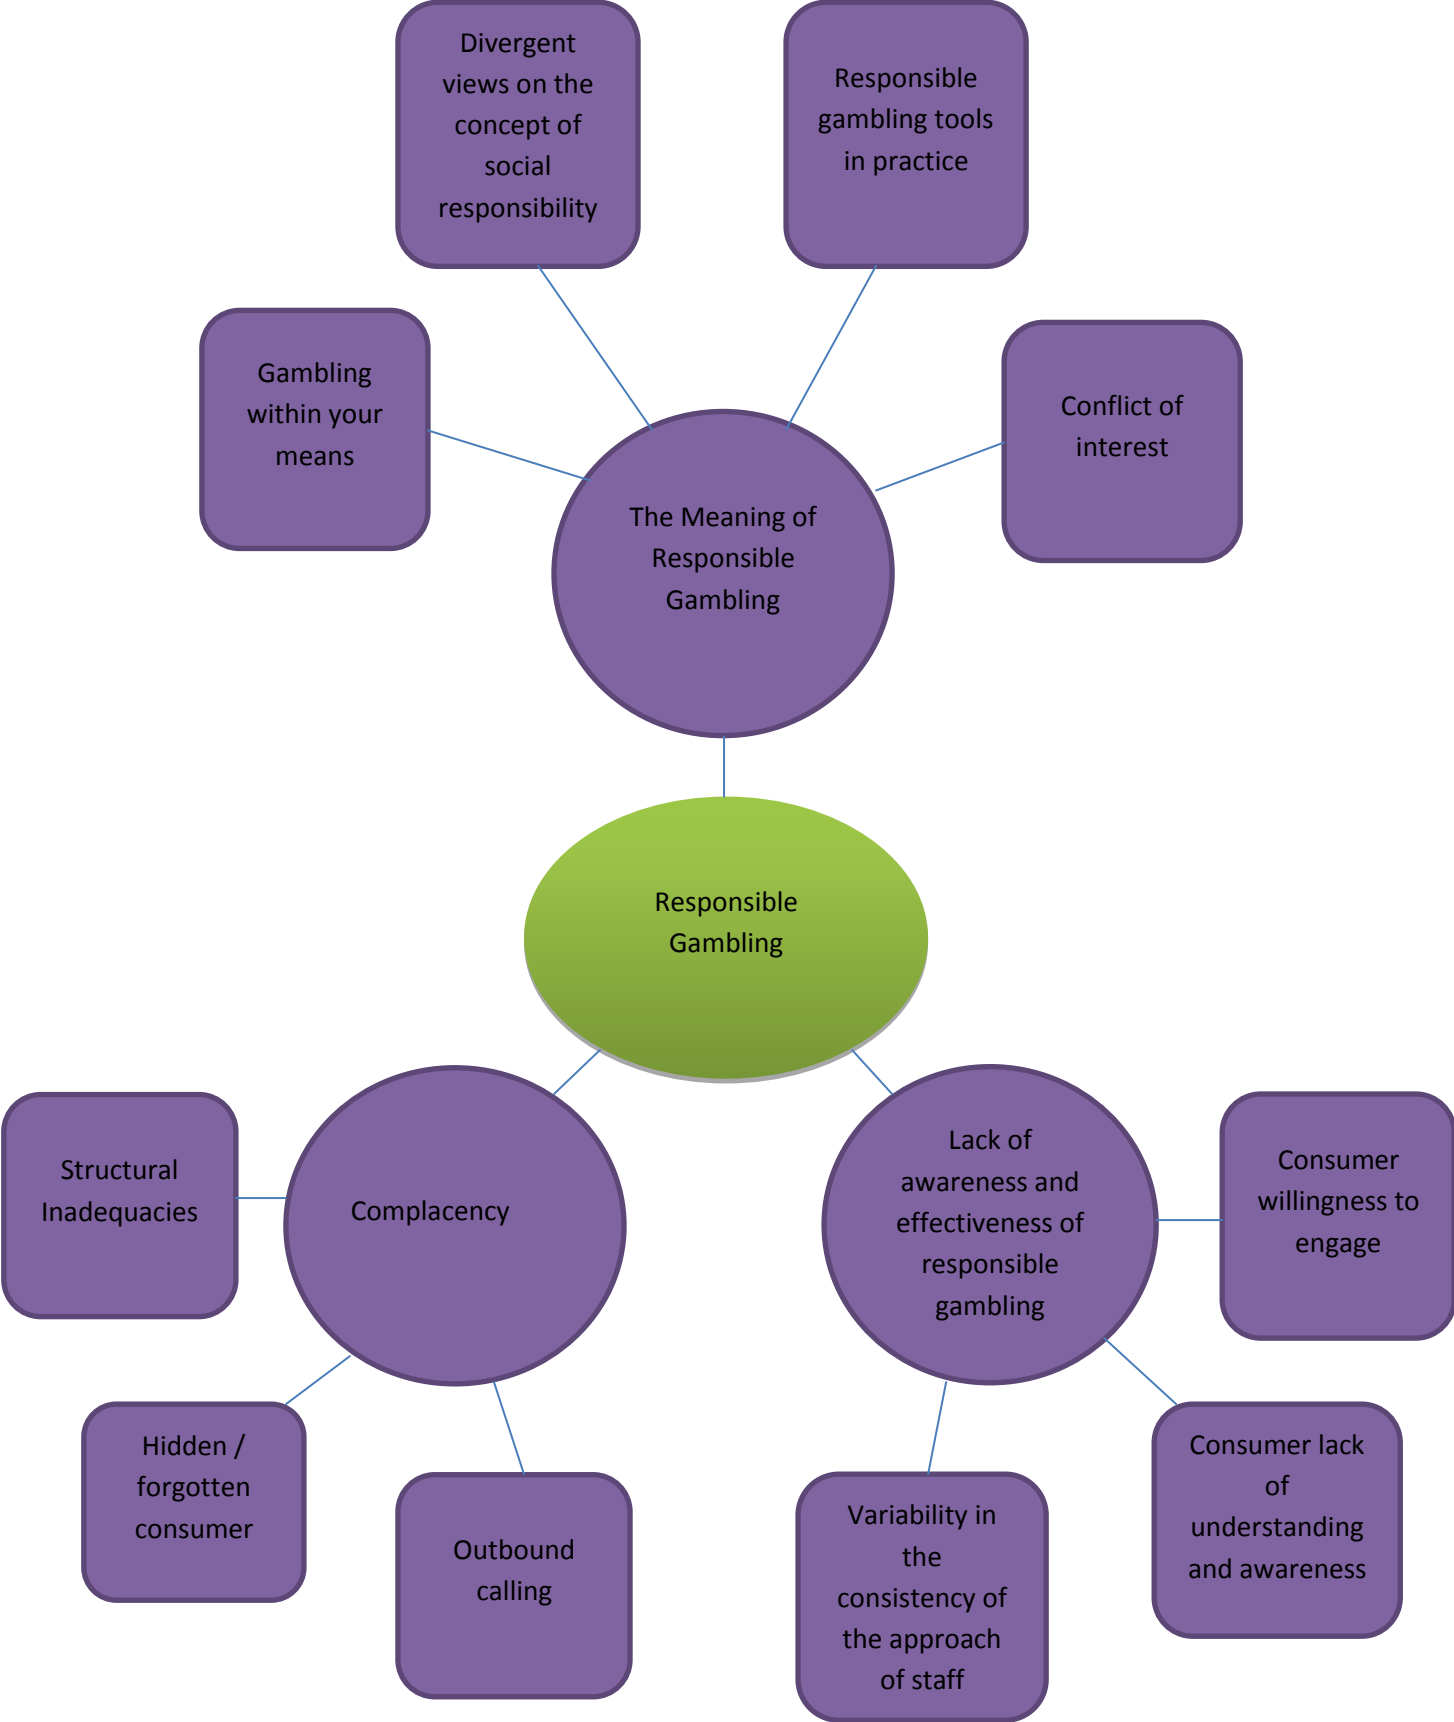 Divergent
views on the
concept of
social
responsibility
Responsible
gambling tools
in practice
Gambling
within your
means
Conflict of
interest
The Meaning of
Responsible
Gambling
Responsible
Gambling
Structural
Inadequacies
Complacency
Lack of
awareness and
effectiveness of
responsible
gambling
Consumer
willingness to
engage
Hidden /
forgotten
consumer
Outbound
calling
Variability in
the
consistency of
the approach
of staff
Consumer lack
of
understanding
and awareness